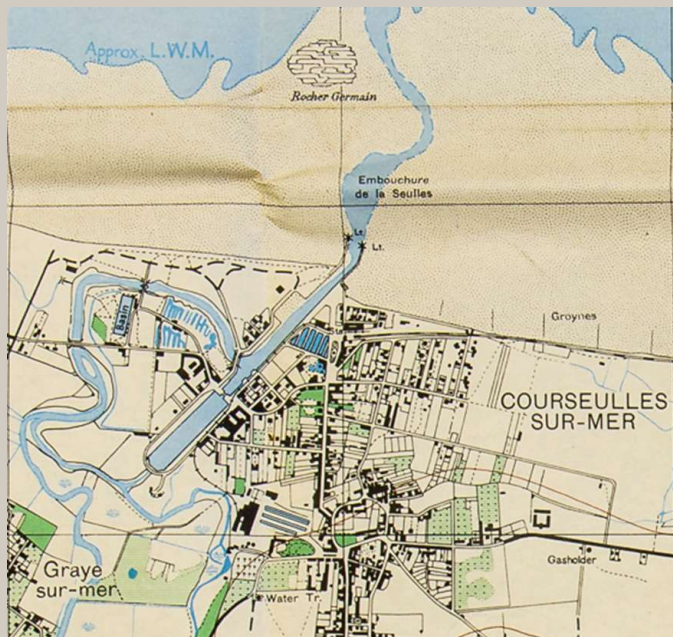 Approx. L.W.M.
Rocher Germain
Embouchure
de la Seulles
Lt.
Lt.
Groynes
Basin
COURSEULLES
SUR-MER
Gasholder
Graye
sur-mer
Water Tr.